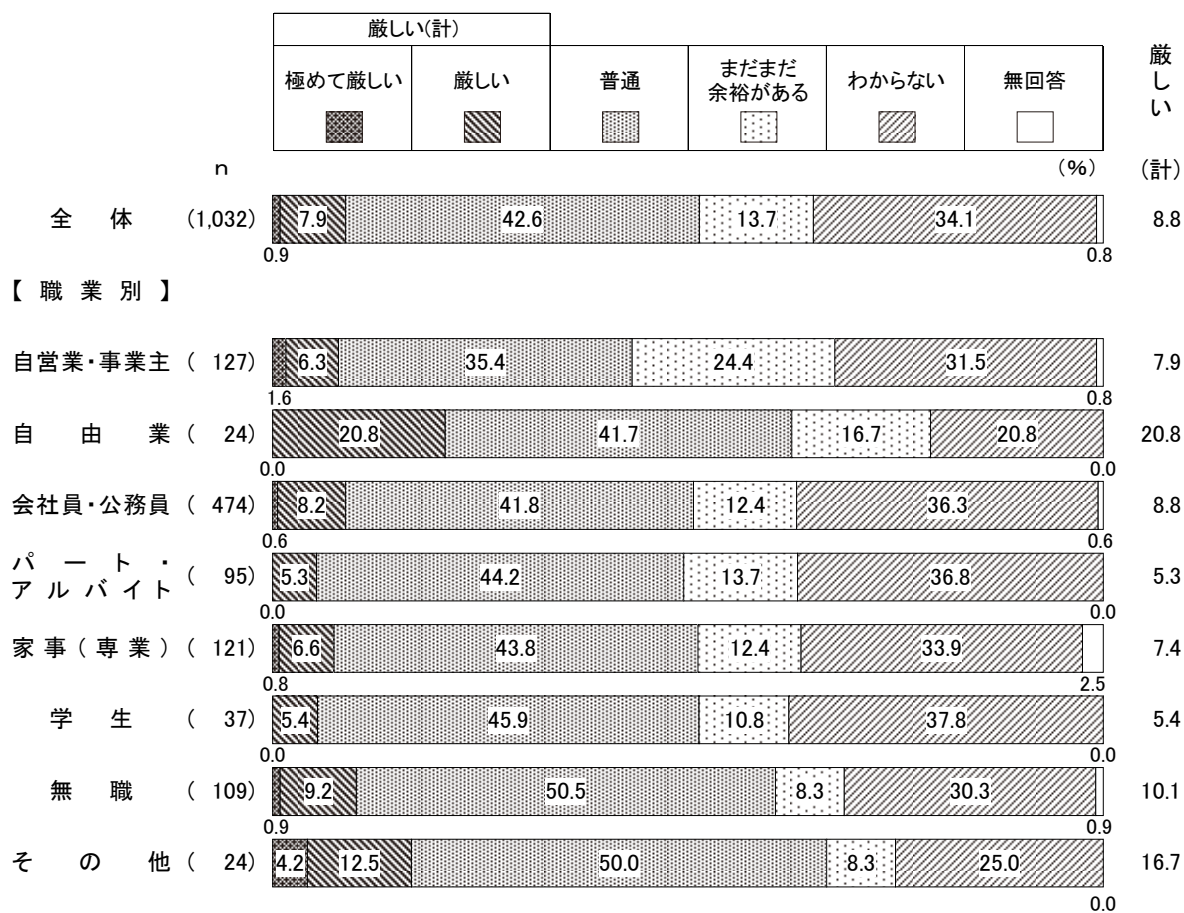 厳しい(計)
極めて厳しい 厳しい 普通 まだまだ余裕がある わからない 無回答
厳しい
n (%) (計)
全体 (1,032) 7.9 42.6 13.7 34.1 8.8
0.9 0.8
【職業別】
自営業・事業主 ( 127) 6.3 35.4 24.4 31.5 7.9
1.6 0.8
自由業 ( 24) 20.8 41.7 16.7 20.8 20.8
0.0 0.0
会社員・公務員 ( 474) 8.2 41.8 12.4 36.3 8.8
0.6 0.6
パート・
アルバイト ( 95) 5.3 44.2 13.7 36.8 5.3
0.0 0.0
家事(専業) ( 121) 6.6 43.8 12.4 33.9 7.4
0.8 2.5
学生 ( 37) 5.4 45.9 10.8 37.8 5.4
0.0 0.0
無職 ( 109) 9.2 50.5 8.3 30.3 10.1
0.9 0.9
その他 ( 24) 4.2 12.5 50.0 8.3 25.0 16.7
0.0